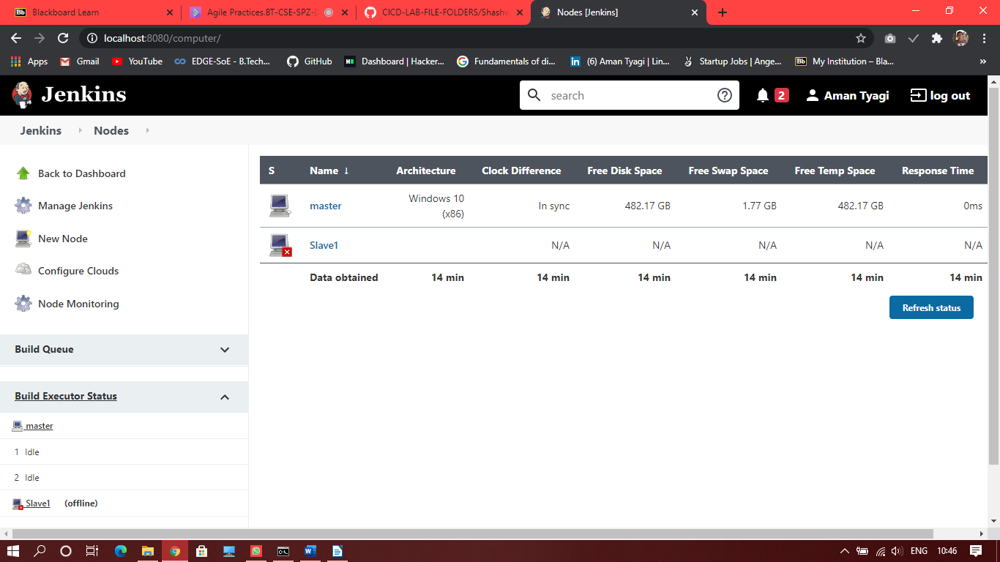 Blackboard Learn
Agile Practices.BT-CSE-SPZ-
CICD-LAB-FILE-FOLDERS/Shashw
Nodes [Jenkins]
localhost:8080/computer/
Apps
Gmail
YouTube
EDGE-SoE - B.Tech...
GitHub
Dashboard | Hacker...
Fundamentals of di...
(6) Aman Tyagi | Lin...
Startup Jobs | Ange...
My Institution – Bla...
Jenkins
search
2
Aman Tyagi
log out
Jenkins
Nodes
Back to Dashboard
Manage Jenkins
New Node
Configure Clouds
Node Monitoring
Build Queue
Build Executor Status
master
1 Idle
2 Idle
Slave1 (offline)
S Name ↓ Architecture Clock Difference Free Disk Space Free Swap Space Free Temp Space Response Time
master Windows 10 (x86) In sync 482.17 GB 1.77 GB 482.17 GB 0ms
Slave1 N/A N/A N/A N/A N/A
Data obtained 14 min 14 min 14 min 14 min 14 min 14 min
Refresh status
ENG 10:46